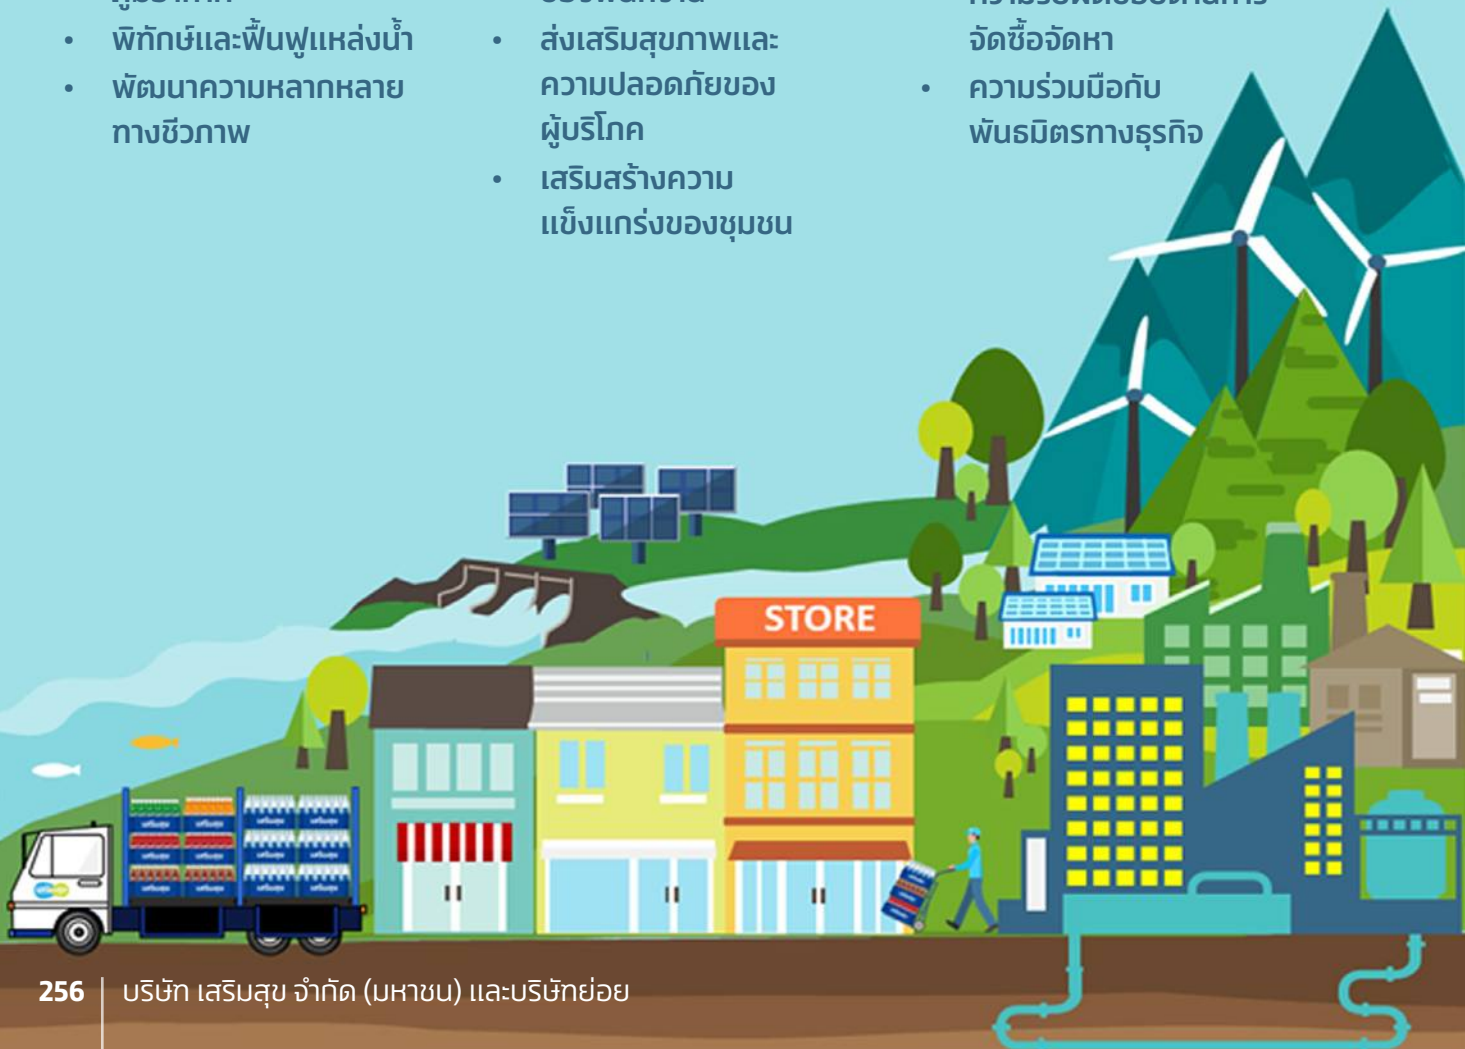 พิทักษ์และฟื้นฟูแหล่งน้ำ
• พัฒนาความหลากหลาย
ทางชีวภาพ
• ส่งเสริมสุขภาพและ
ความปลอดภัยของ
ผู้บริโภค
• เสริมสร้างความ
แข็งแกร่งของชุมชน
จัดซื้อจัดหา
• ความร่วมมือกับ
พันธมิตรทางธุรกิจ
STORE
256 บริษัท เสริมสุข จำกัด (มหาชน) และบริษัทย่อย